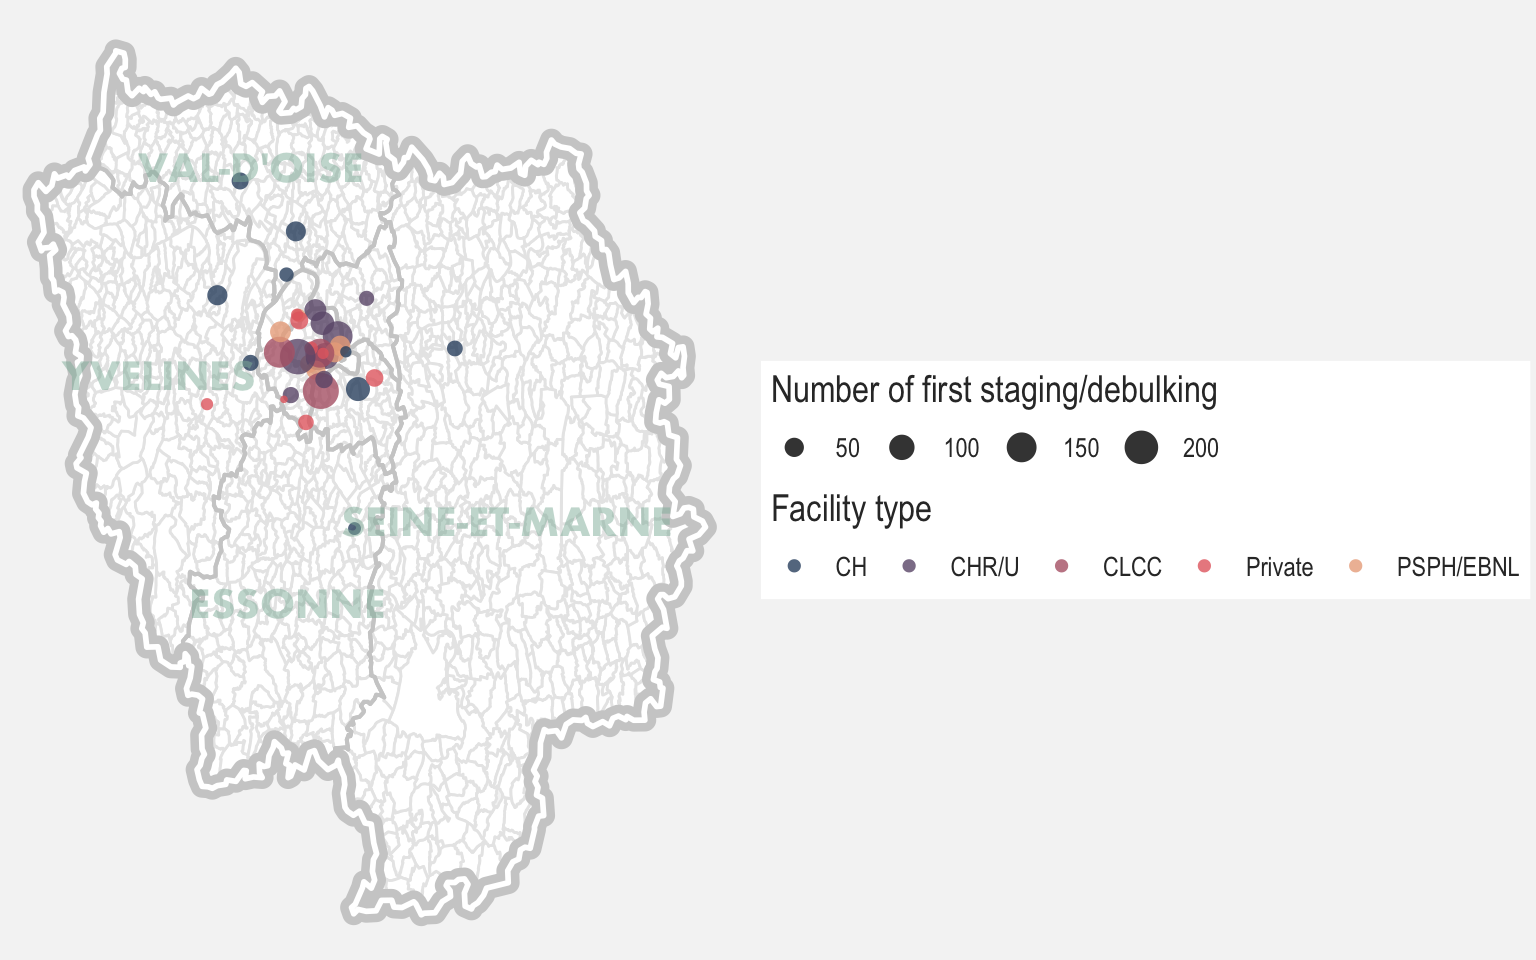 VAL-D'OISE
YVELINES
SEINE-ET-MARNE
ESSONNE
Number of first staging/debulking
50 100 150 200
Facility type
CH CHR/U CLCC Private PSPH/EBNL